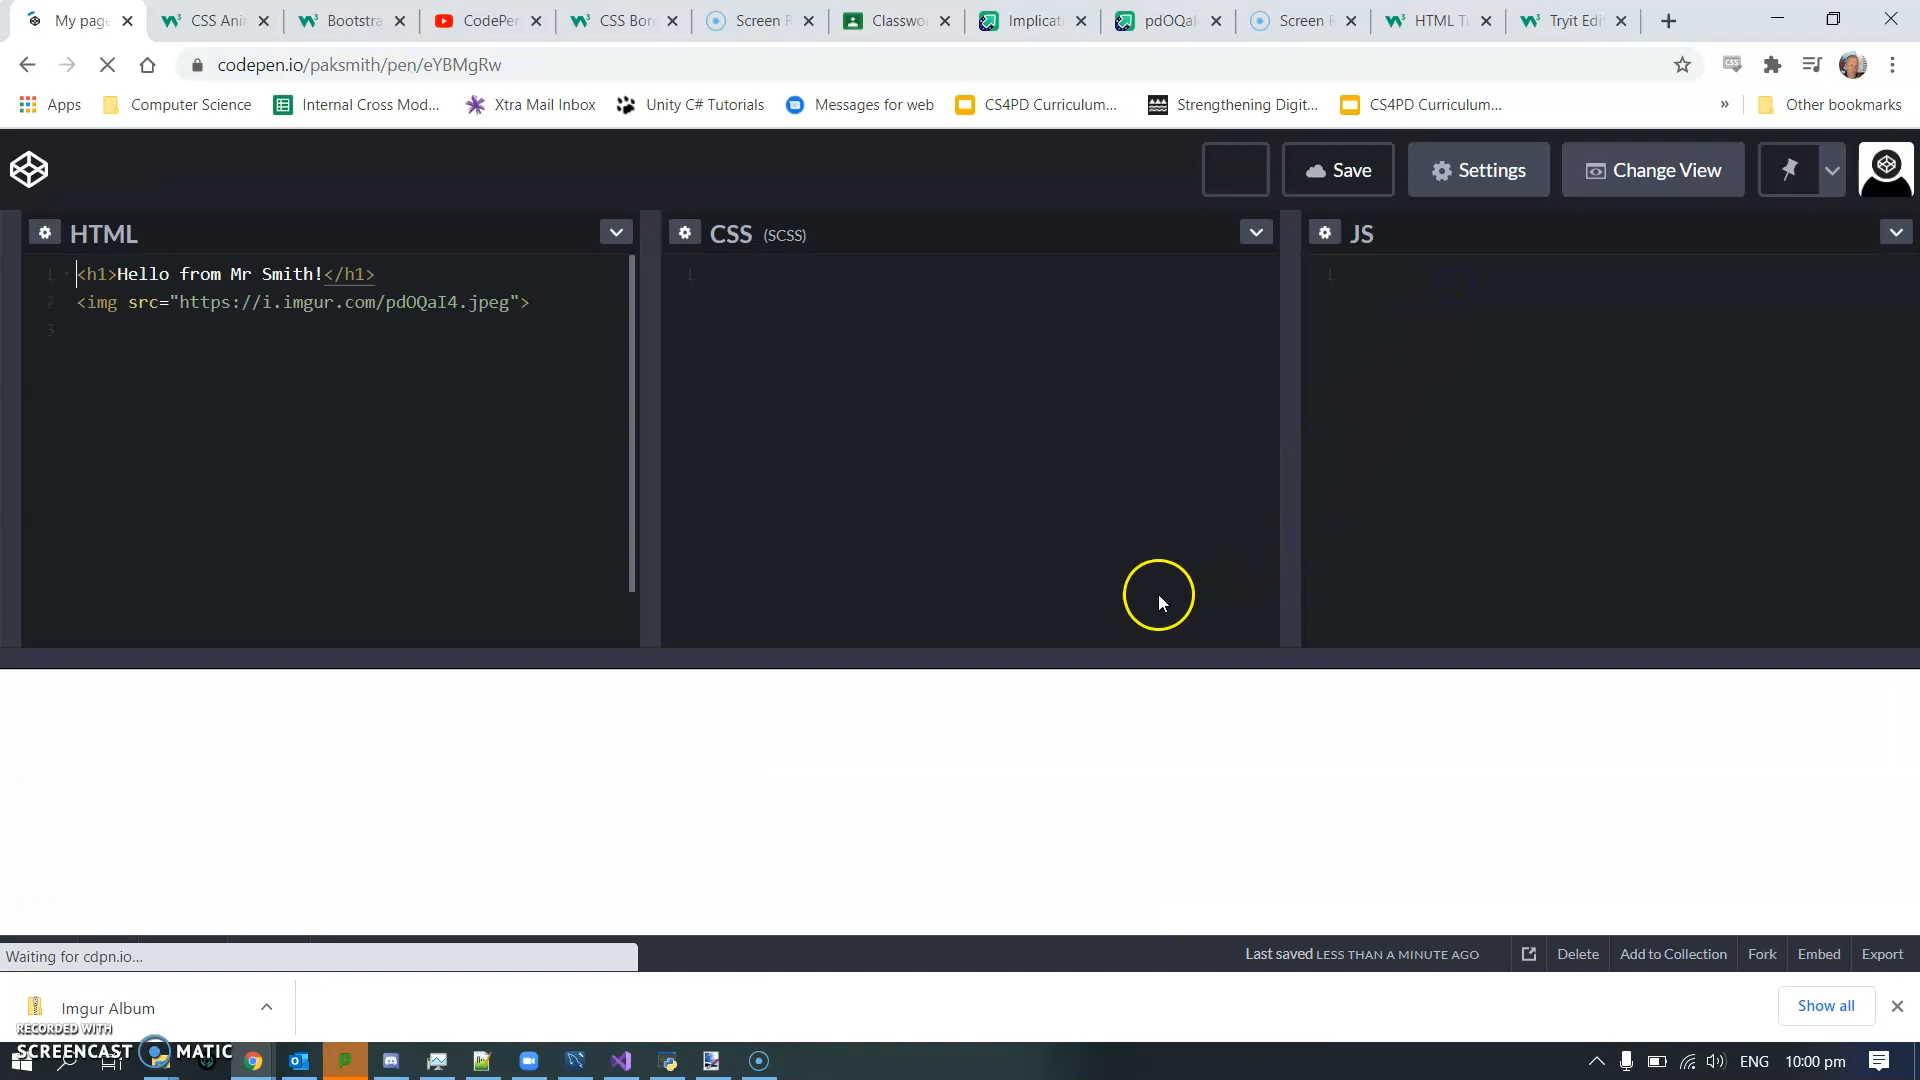 My page
CSS Ani
Bootstra
CodePe
CSS Bor
Screen R
Classwo
Implicat
pdOQaI
Screen R
HTML Tu
Tryit Edi
codepen.io/paksmith/pen/eYBMgRw
Apps
Computer Science
Internal Cross Mod...
Xtra Mail Inbox
Unity C# Tutorials
Messages for web
CS4PD Curriculum...
Strengthening Digit...
CS4PD Curriculum...
»
Other bookmarks
Save
Settings
Change View
HTML
CSS (SCSS)
JS
1 <h1>Hello from Mr Smith!</h1>
2 <img src="https://i.imgur.com/pdOQaI4.jpeg">
3
1
1
Waiting for cdpn.io...
Last saved LESS THAN A MINUTE AGO
Delete
Add to Collection
Fork
Embed
Export
Imgur Album
Show all
RECORDED WITH
SCREENCAST MATIC
ENG
10:00 pm